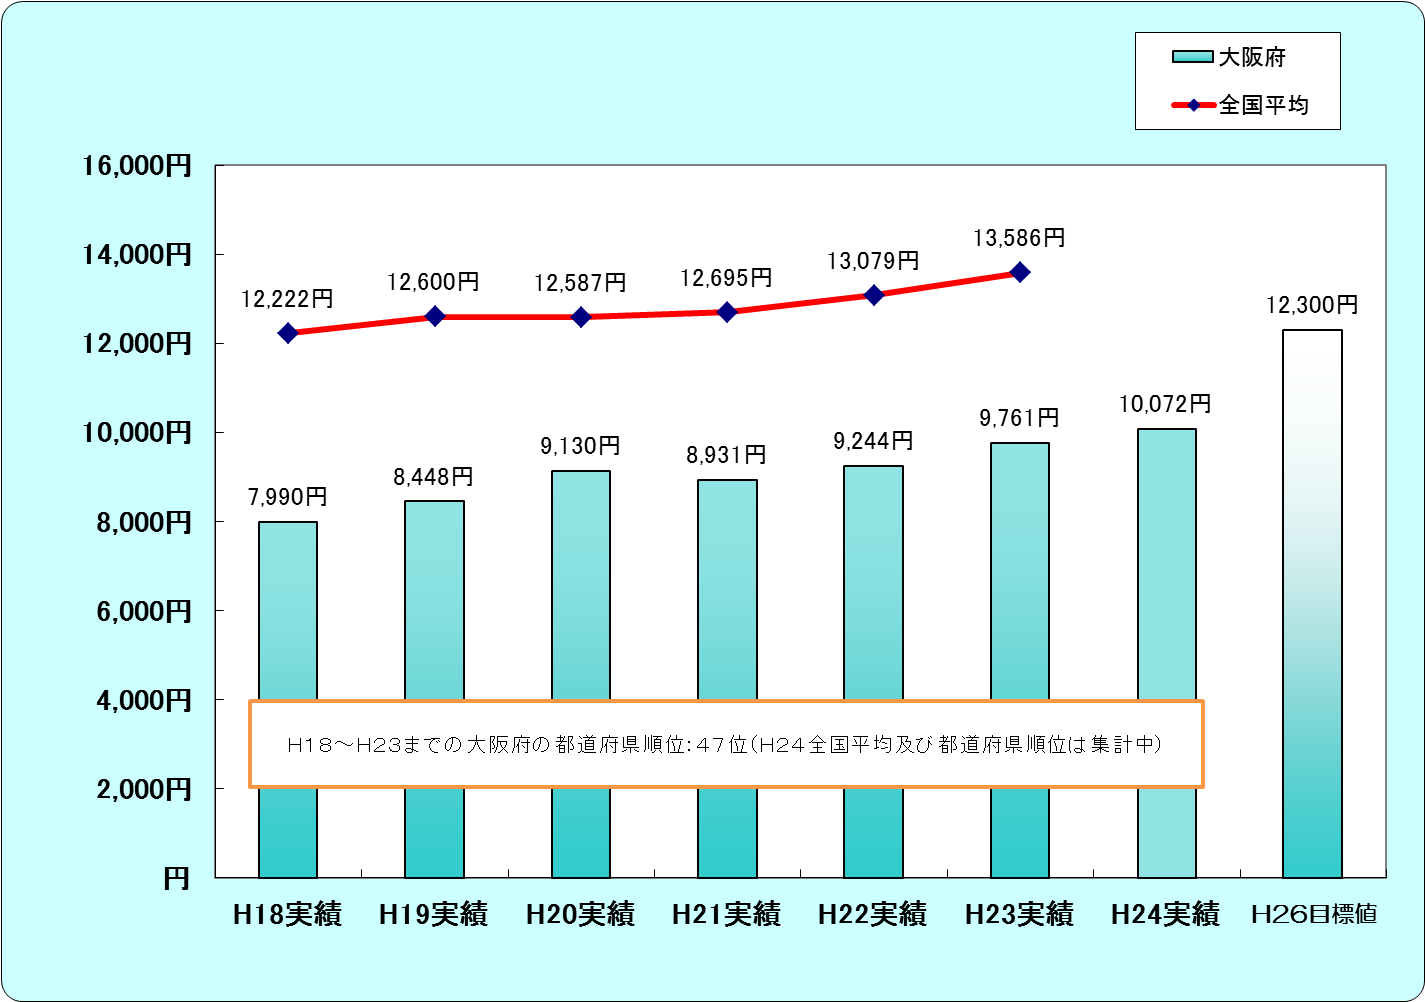 大阪府
全国平均
16,000円
14,000円
12,000円
10,000円
8,000円
6,000円
4,000円
2,000円
円
12,222円
12,600円
12,587円
12,695円
13,079円
13,586円
7,990円
8,448円
9,130円
8,931円
9,244円
9,761円
10,072円
12,300円
H18～H23までの大阪府の都道府県順位：47位（H24全国平均及び都道府県順位は集計中）
H18実績
H19実績
H20実績
H21実績
H22実績
H23実績
H24実績
H26目標値